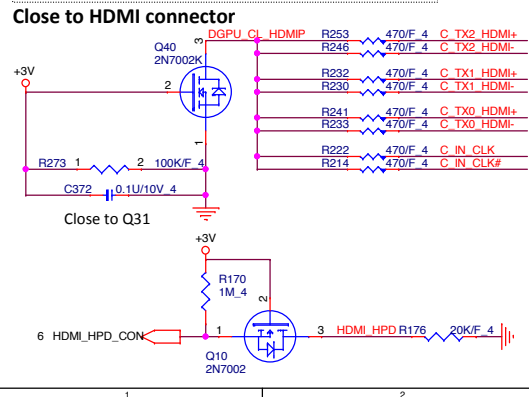 Close to HDMI connector
DGPU_CL_HDMIP
R253 470/F_4 C_TX2_HDMI+
R246 470/F_4 C_TX2_HDMI-
Q40
2N7002K
3
+3V
2
R232 470/F_4 C_TX1_HDMI+
R230 470/F_4 C_TX1_HDMI-
R241 470/F_4 C_TX0_HDMI+
R233 470/F_4 C_TX0_HDMI-
1
R222 470/F_4 C_IN_CLK
R214 470/F_4 C_IN_CLK#
R273 1 2 100K/F_4
C372 0.1U/10V_4
Close to Q31
+3V
R170
1M_4
2
6 HDMI_HPD_CON 1 3 HDMI_HPD R176 20K/F_4
Q10
2N7002
1 2